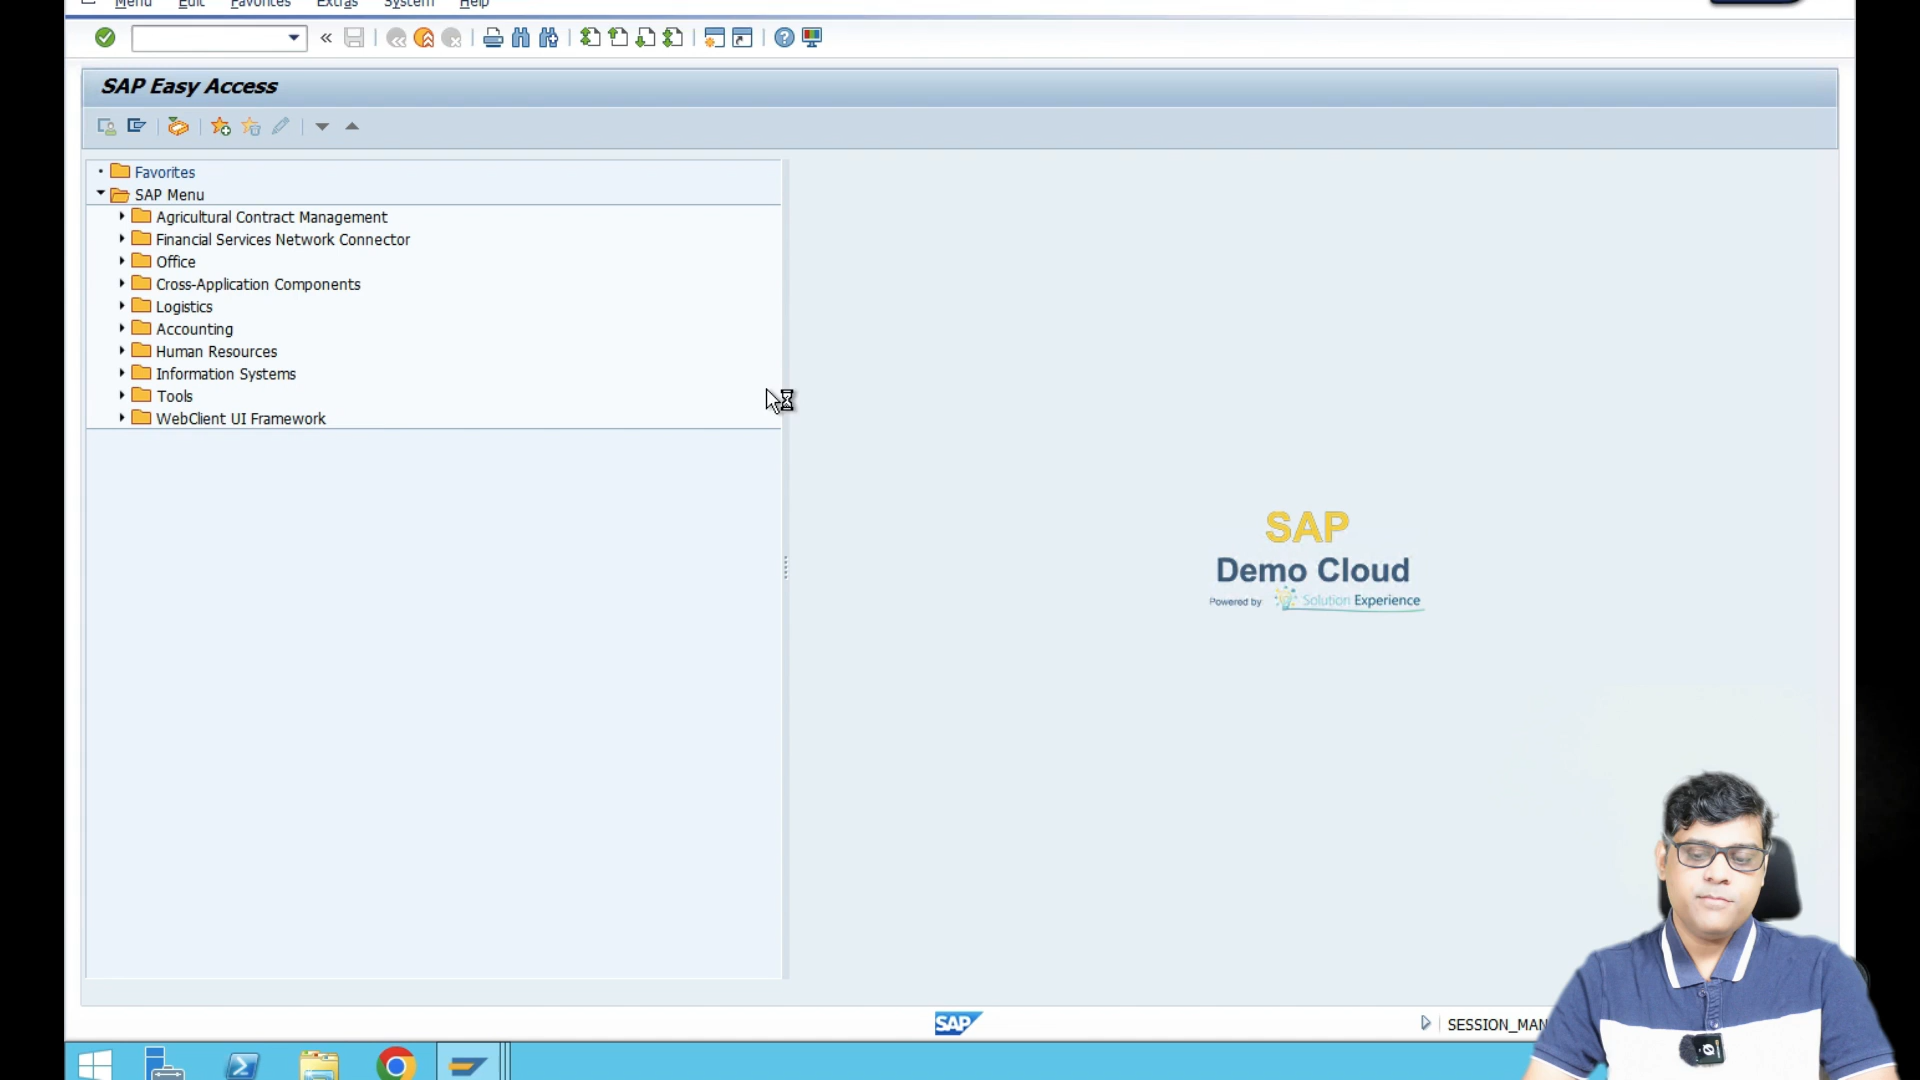 Menu Edit Favorites Extras System Help
SAP Easy Access
Favorites
SAP Menu
Agricultural Contract Management
Financial Services Network Connector
Office
Cross-Application Components
Logistics
Accounting
Human Resources
Information Systems
Tools
WebClient UI Framework
SAP
Demo Cloud
Powered by Solution Experience
SAP
SESSION_MAN